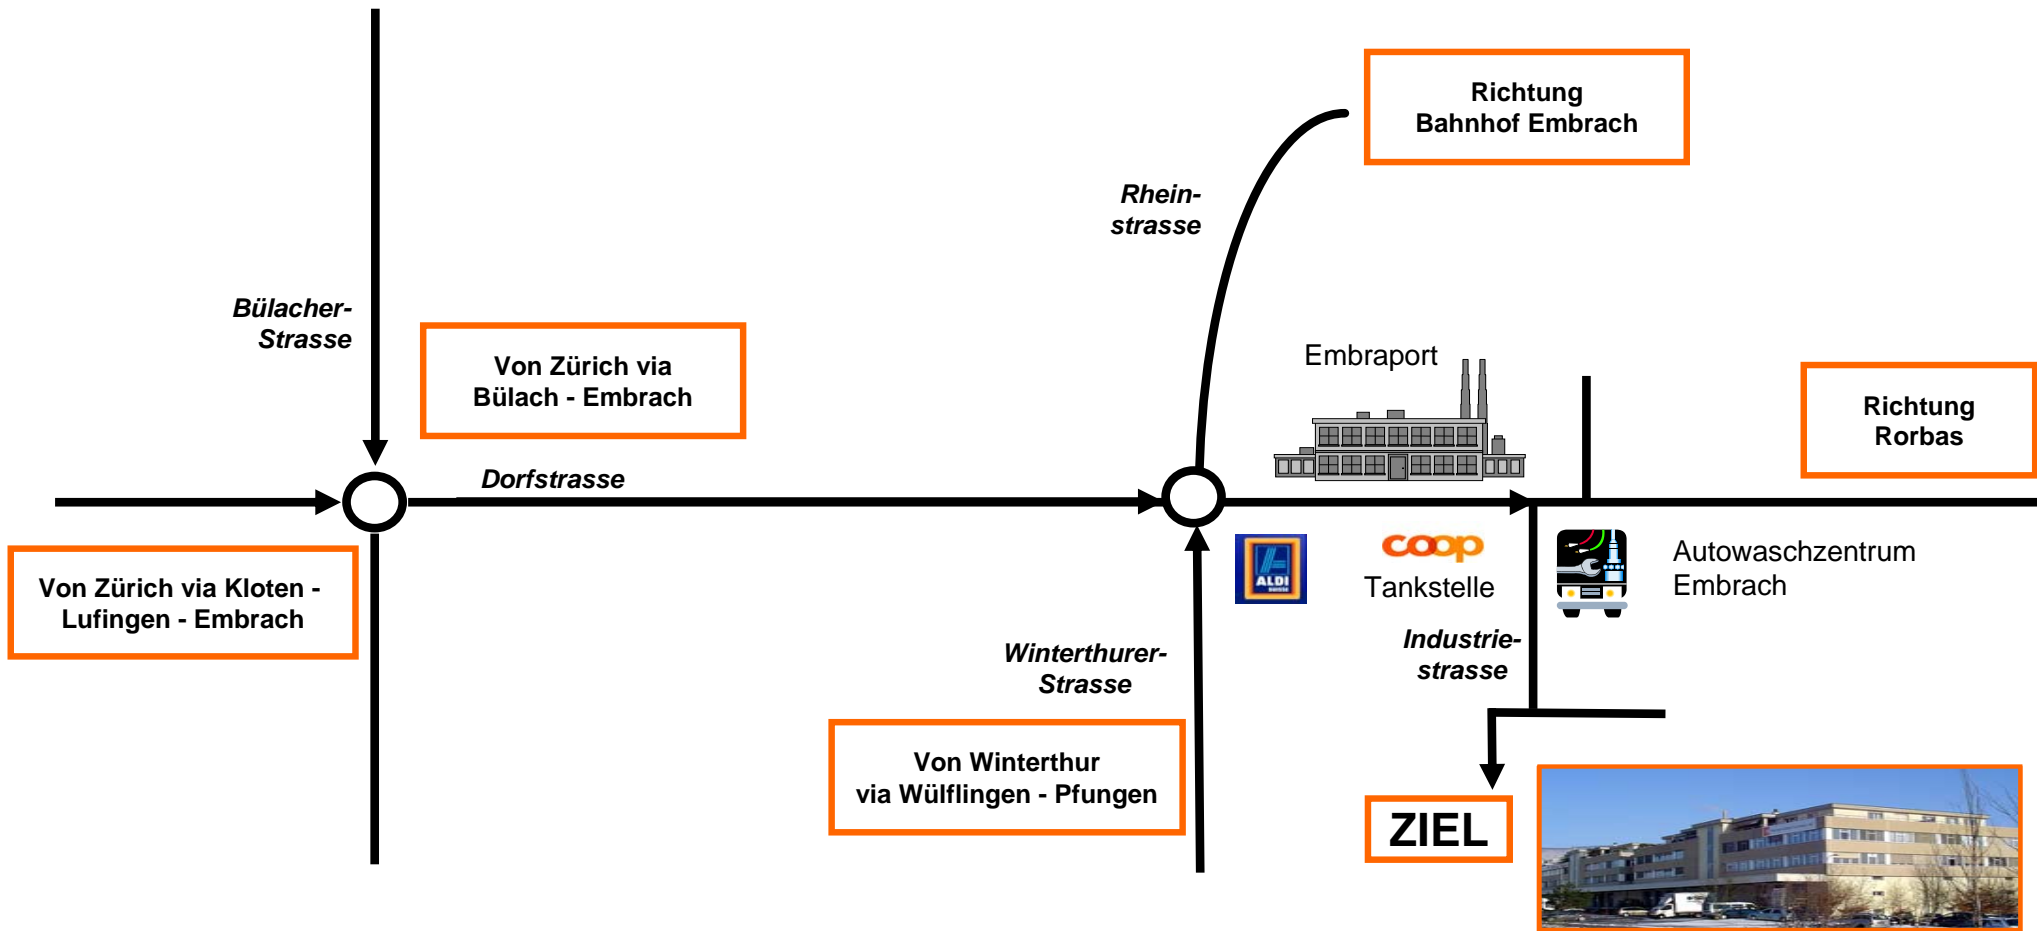 Richtung
Bahnhof Embrach
Rhein-
strasse
Bülacher-
Strasse
Von Zürich via
Bülach - Embrach
Embraport
Richtung
Rorbas
Dorfstrasse
Von Zürich via Kloten -
Lufingen - Embrach
ALDI
SUISSE
coop
Tankstelle
Autowaschzentrum
Embrach
Industrie-
strasse
Winterthurer-
Strasse
Von Winterthur
via Wülflingen - Pfungen
ZIEL